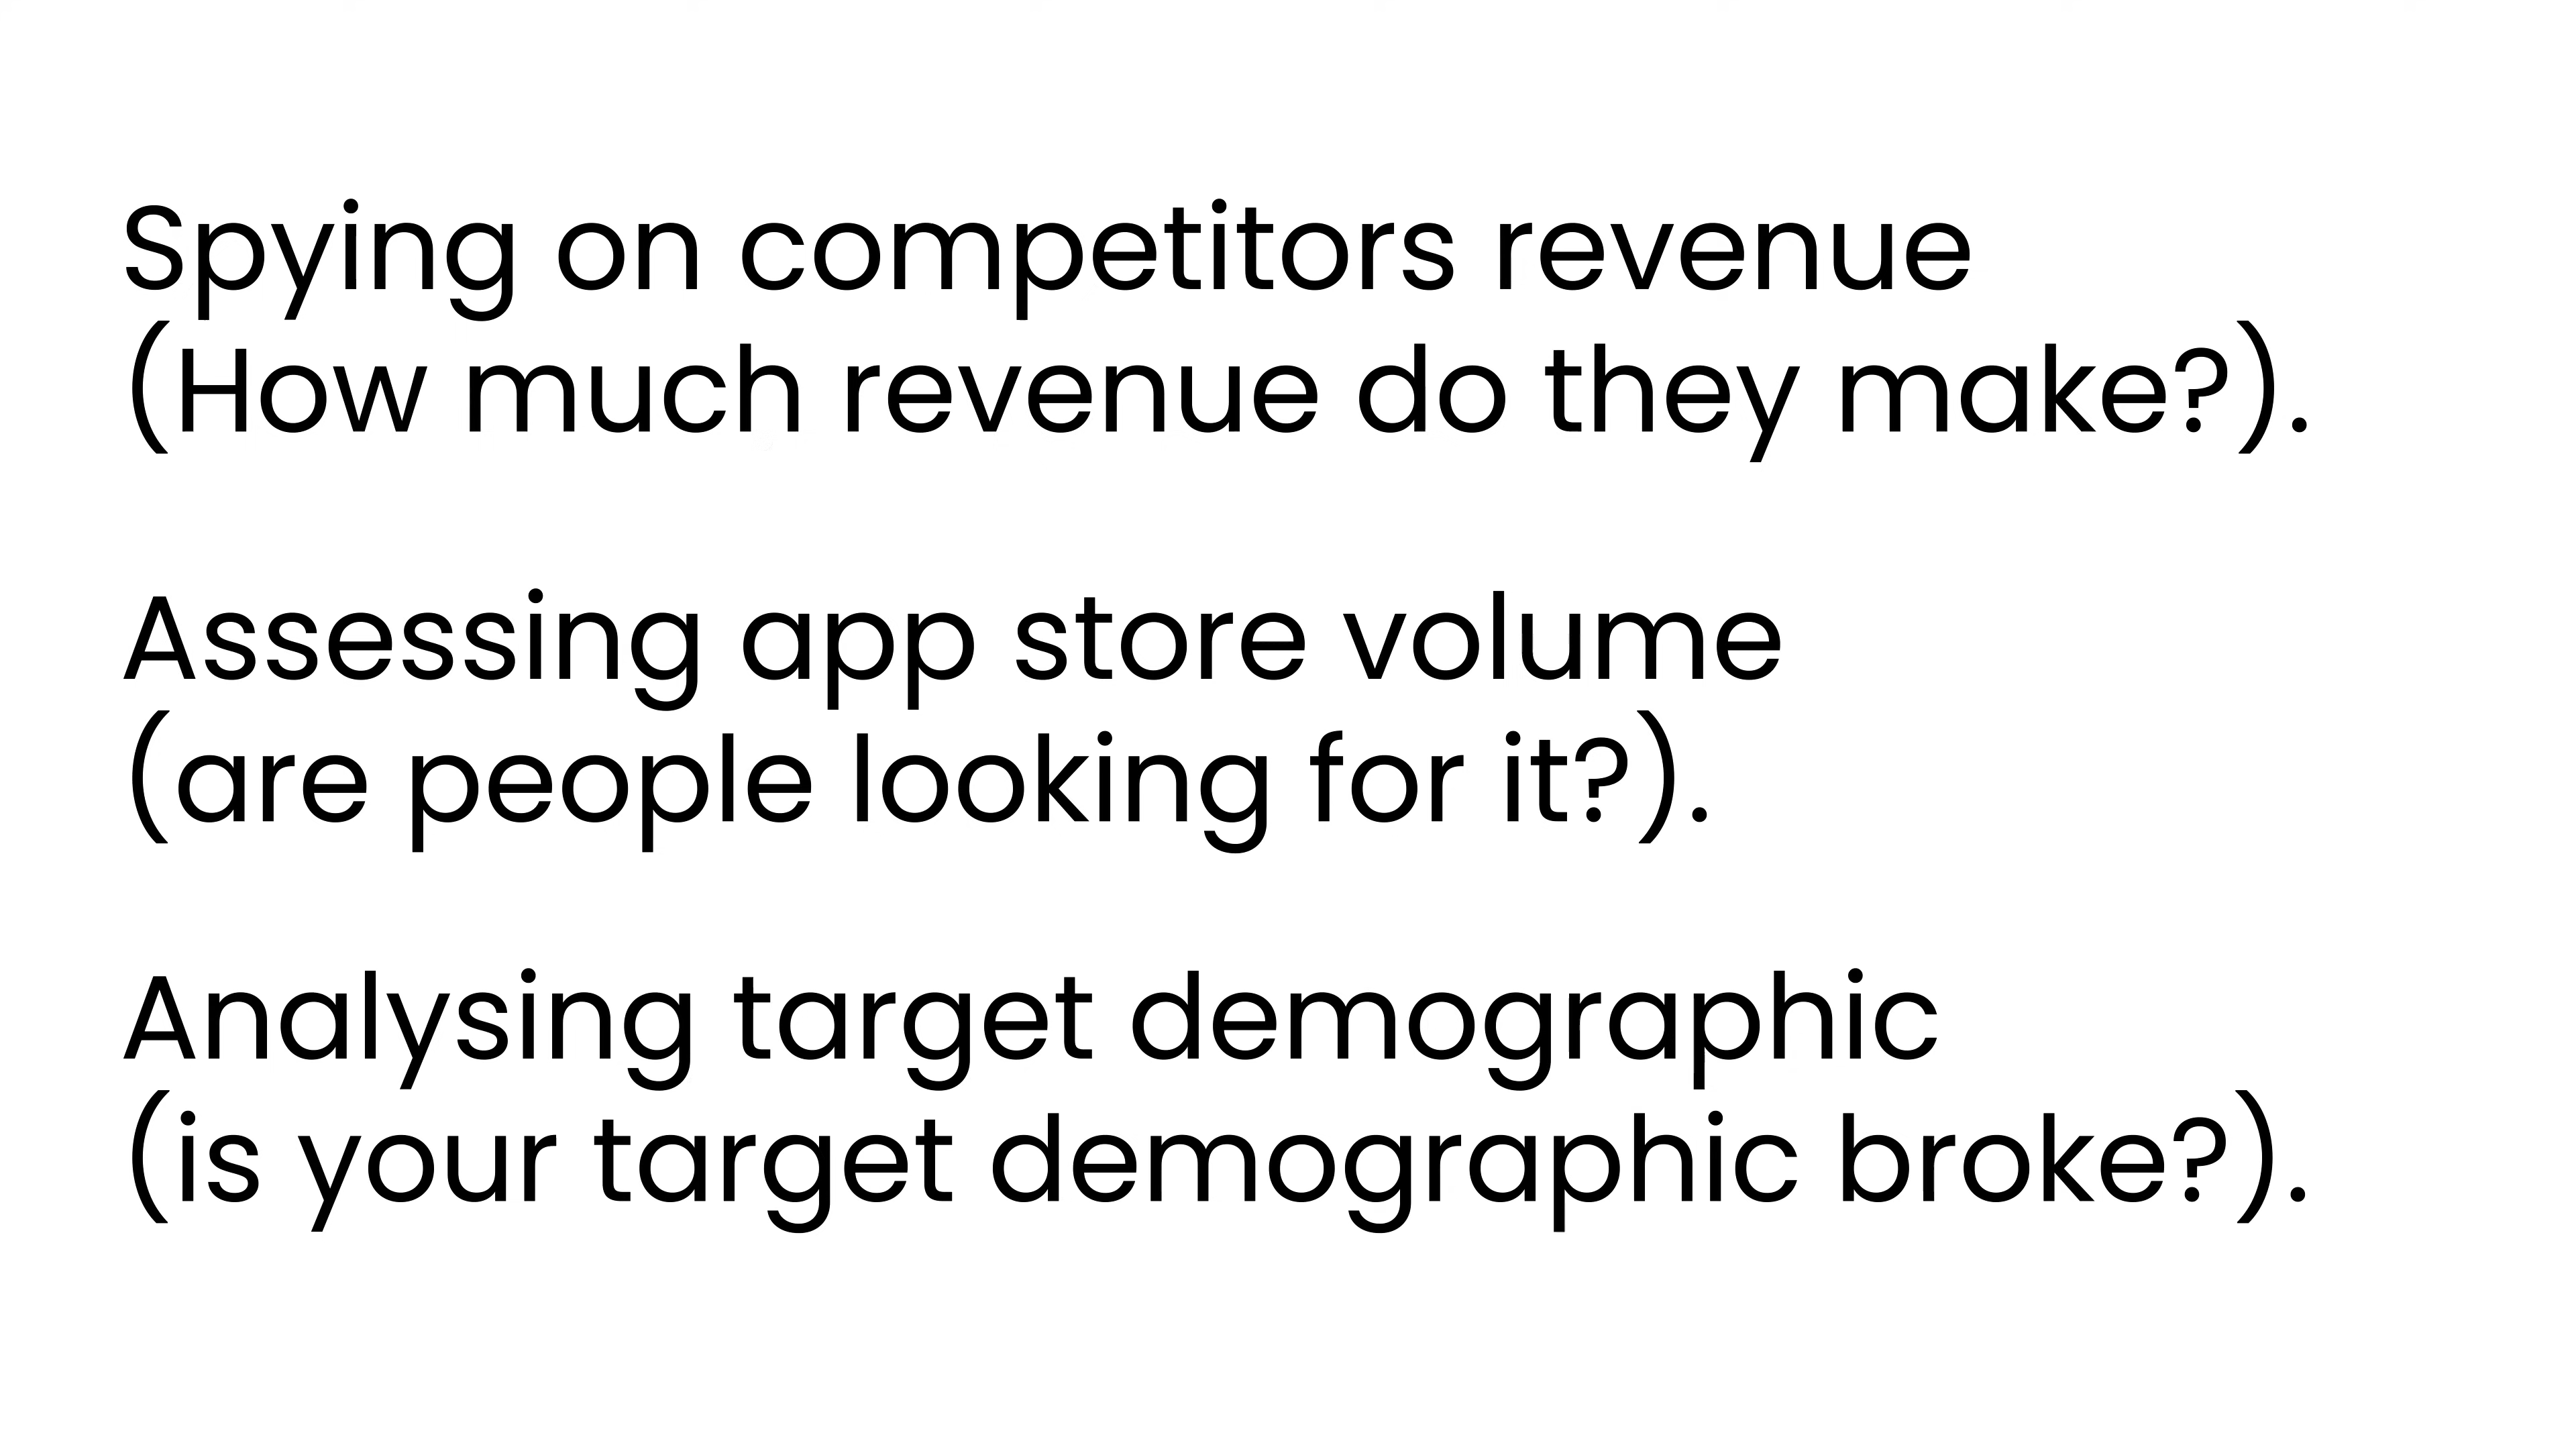 Spying on competitors revenue
(How much revenue do they make?).
Assessing app store volume
(are people looking for it?).
Analysing target demographic
(is your target demographic broke?).